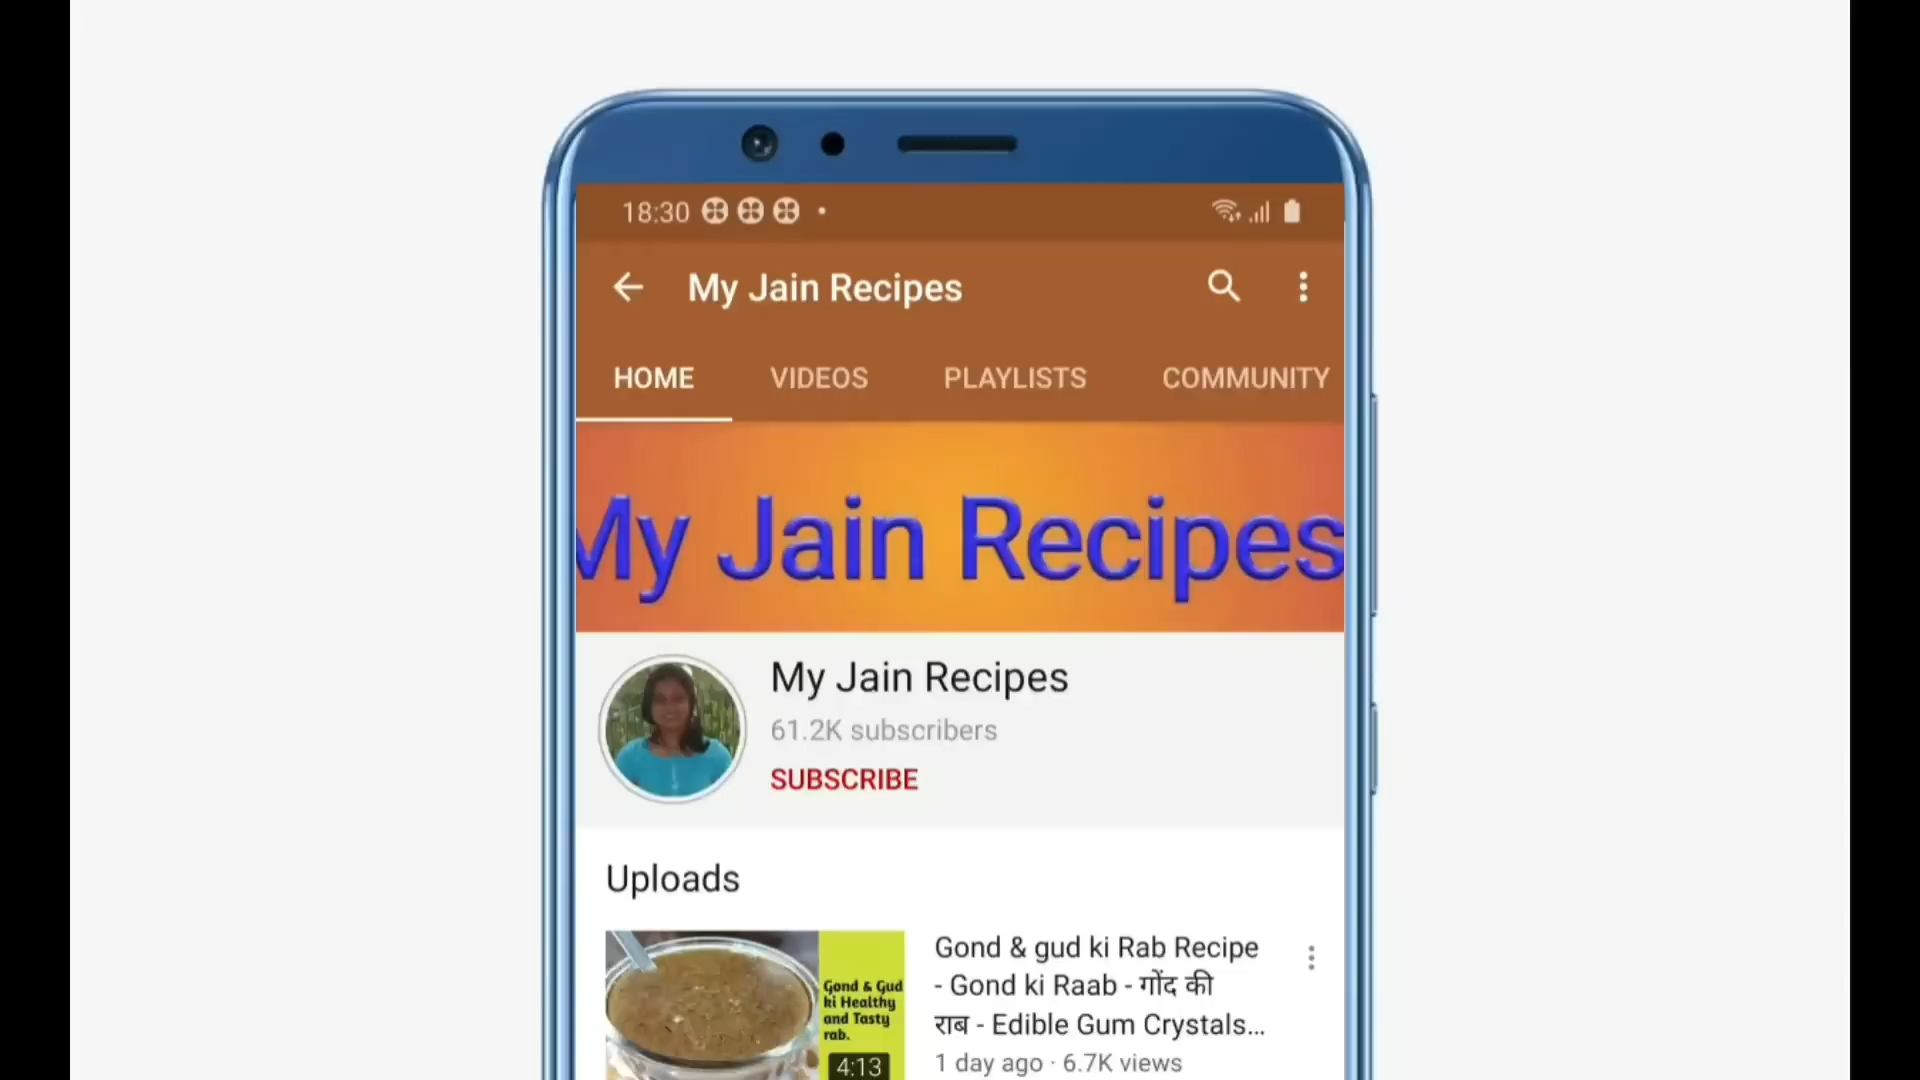 18:30
My Jain Recipes
HOME VIDEOS PLAYLISTS COMMUNITY
My Jain Recipes
My Jain Recipes
61.2K subscribers
SUBSCRIBE
Uploads
Gond & Gud
ki Healthy
and Tasty
rab.
4:13
Gond & gud ki Rab Recipe
- Gond ki Raab - गोंद की
राब - Edible Gum Crystals...
1 day ago · 6.7K views